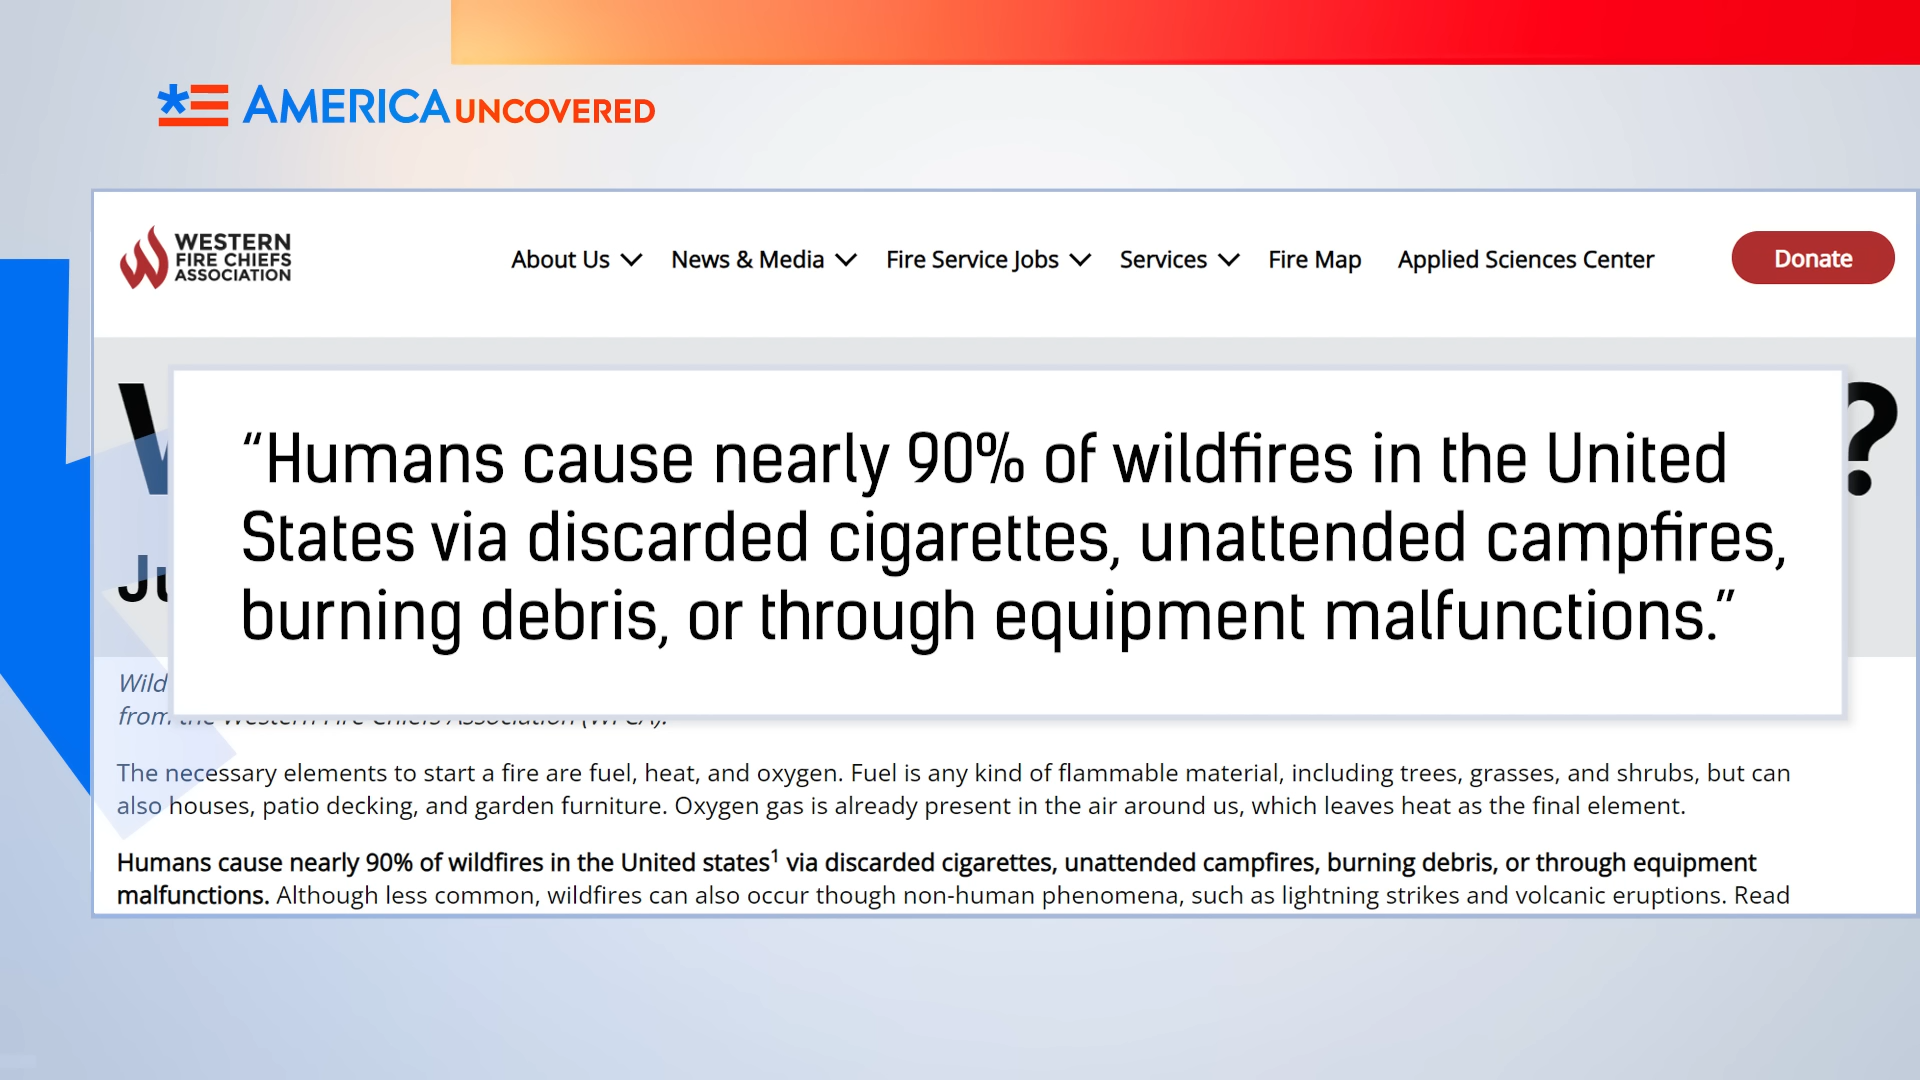 AMERICA UNCOVERED
WESTERN
FIRE CHIEFS
ASSOCIATION
About Us News & Media Fire Service Jobs Services Fire Map Applied Sciences Center Donate
?
“Humans cause nearly 90% of wildfires in the United
States via discarded cigarettes, unattended campfires,
burning debris, or through equipment malfunctions.”
Wild
from the Western Fire Chiefs Association (WFCA).
The necessary elements to start a fire are fuel, heat, and oxygen. Fuel is any kind of flammable material, including trees, grasses, and shrubs, but can
also houses, patio decking, and garden furniture. Oxygen gas is already present in the air around us, which leaves heat as the final element.
Humans cause nearly 90% of wildfires in the United states1 via discarded cigarettes, unattended campfires, burning debris, or through equipment
malfunctions. Although less common, wildfires can also occur though non-human phenomena, such as lightning strikes and volcanic eruptions. Read